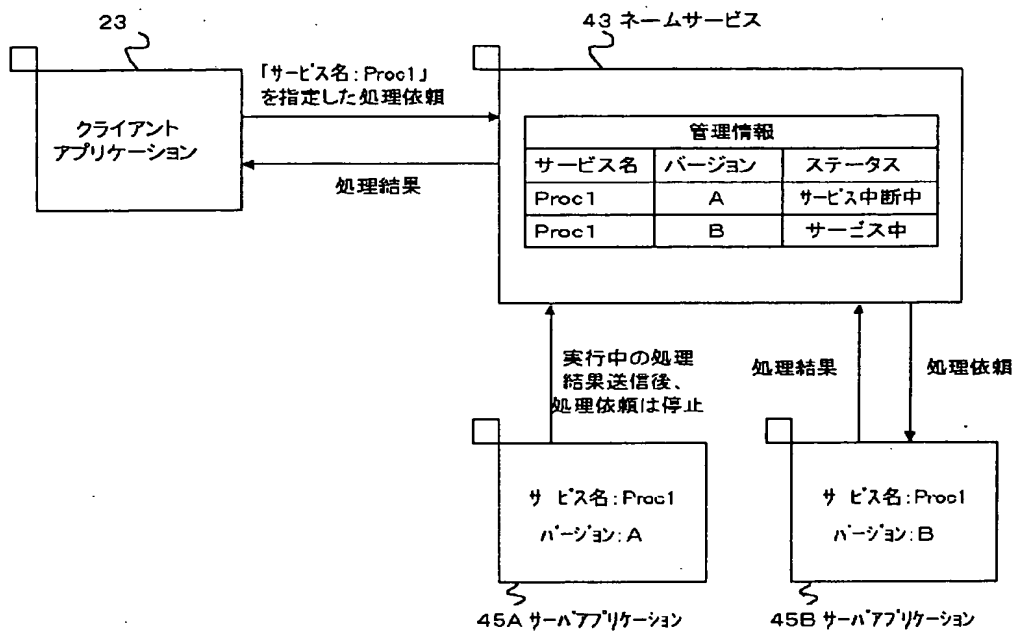 23
43 ネームサービス
「サービス名:Proc1」
を指定した処理依頼
クライアント
アプリケーション
処理結果
管理情報
サービス名 バージョン ステータス
Proc1 A サービス中断中
Proc1 B サービス中
実行中の処理
結果送信後、
処理依頼は停止
処理結果
処理依頼
サービス名:Proc1
バージョン:A
サービス名:Proc1
バージョン:B
45A サーバアプリケーション
45B サーバアプリケーション